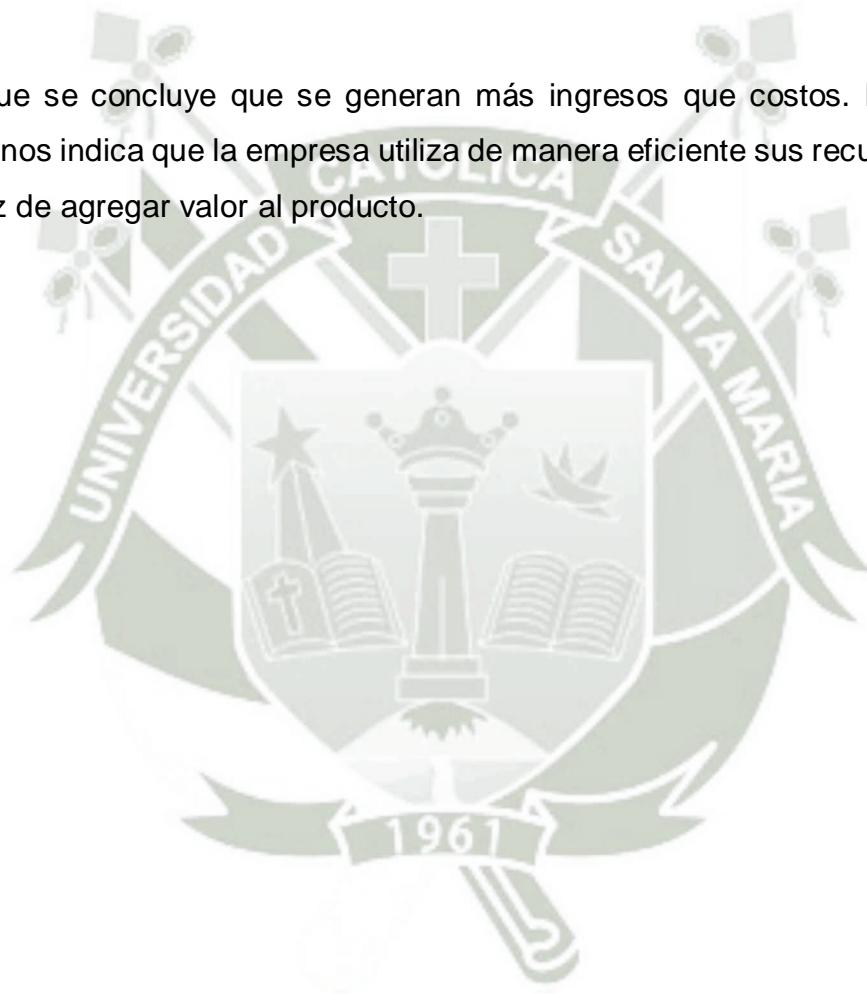 ue se concluye que se generan más ingresos que costos.
nos indica que la empresa utiliza de manera eficiente sus recu
z de agregar valor al producto.
UNIVERSIDAD CATOLICA SANTA MARIA
1961